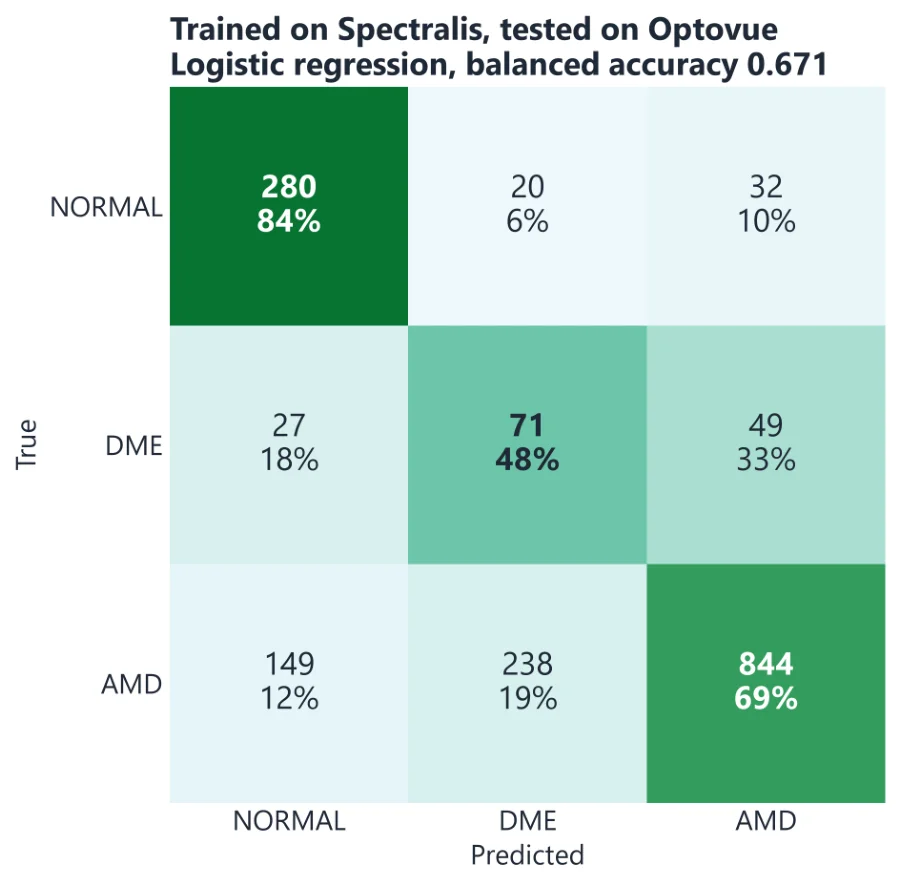 Trained on Spectralis, tested on Optovue
Logistic regression, balanced accuracy 0.671
NORMAL
280
84%
20
6%
32
10%
True
DME
27
18%
71
48%
49
33%
AMD
149
12%
238
19%
844
69%
NORMAL
DME
AMD
Predicted